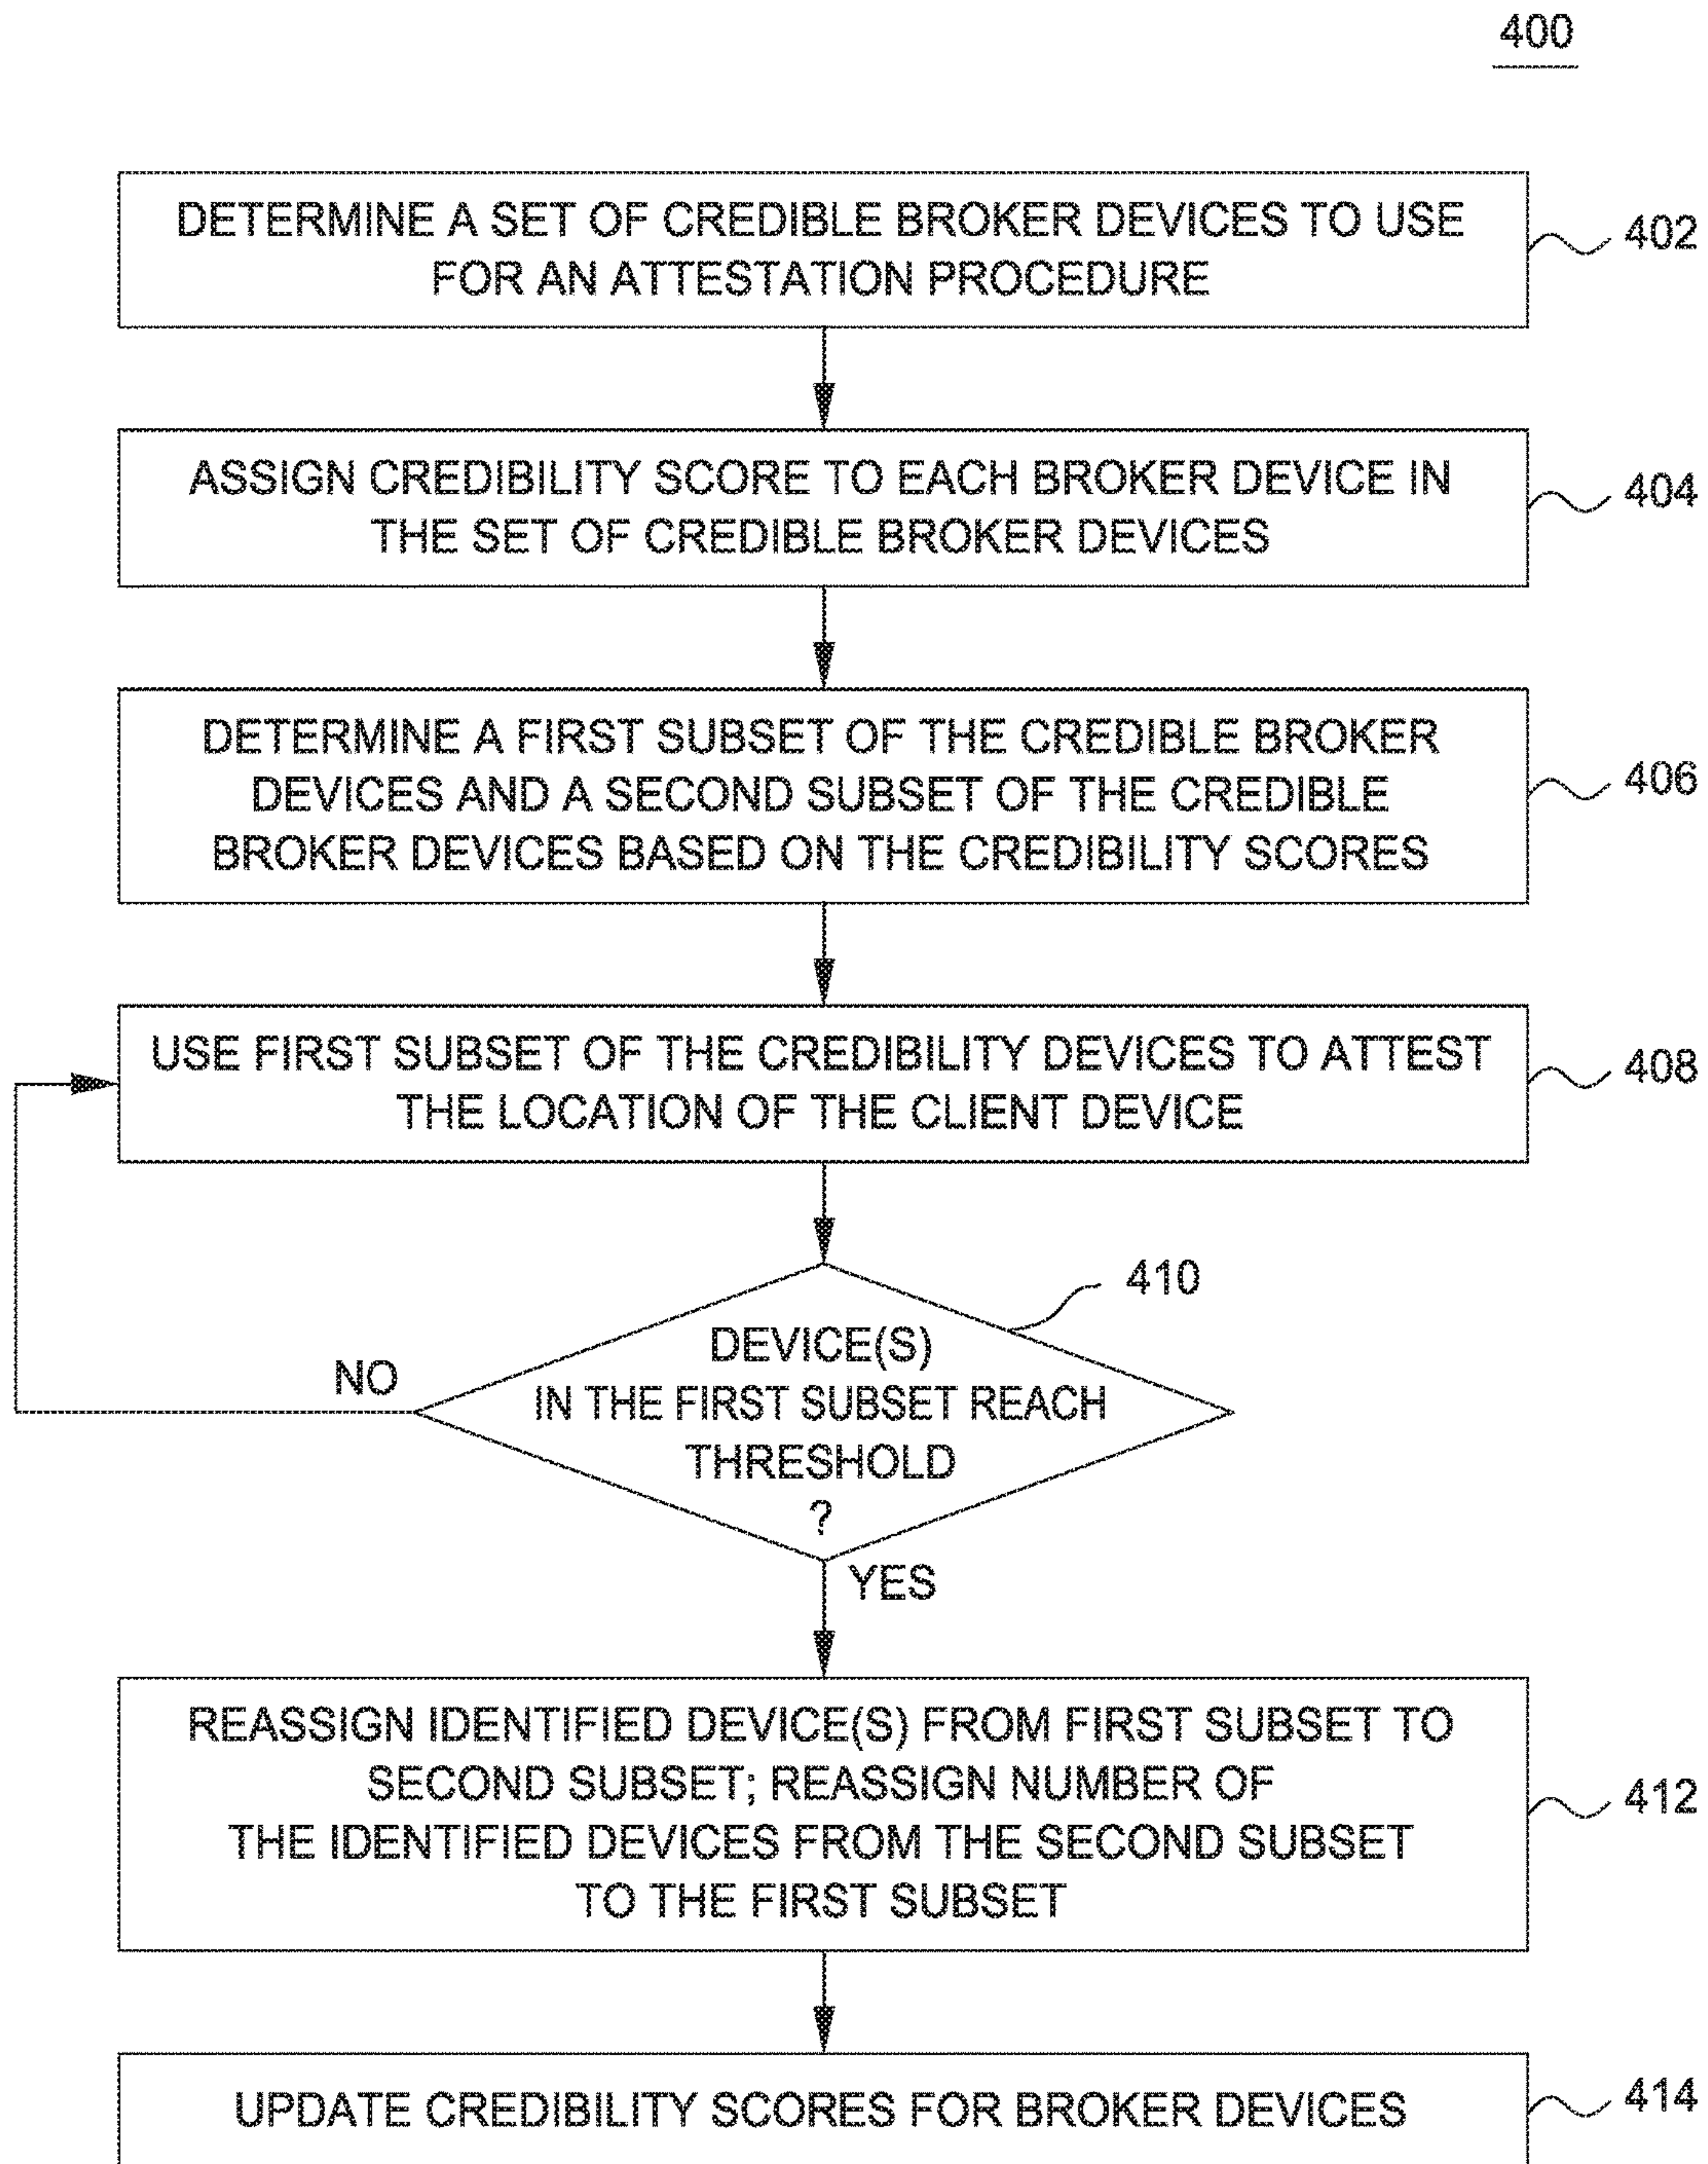 400
DETERMINE A SET OF CREDIBLE BROKER DEVICES TO USE
FOR AN ATTESTATION PROCEDURE
402
ASSIGN CREDIBILITY SCORE TO EACH BROKER DEVICE IN
THE SET OF CREDIBLE BROKER DEVICES
404
DETERMINE A FIRST SUBSET OF THE CREDIBLE BROKER
DEVICES AND A SECOND SUBSET OF THE CREDIBLE
BROKER DEVICES BASED ON THE CREDIBILITY SCORES
406
USE FIRST SUBSET OF THE CREDIBILITY DEVICES TO ATTEST
THE LOCATION OF THE CLIENT DEVICE
408
410
DEVICE(S)
IN THE FIRST SUBSET REACH
THRESHOLD
?
NO
YES
REASSIGN IDENTIFIED DEVICE(S) FROM FIRST SUBSET TO
SECOND SUBSET; REASSIGN NUMBER OF
THE IDENTIFIED DEVICES FROM THE SECOND SUBSET
TO THE FIRST SUBSET
412
UPDATE CREDIBILITY SCORES FOR BROKER DEVICES
414